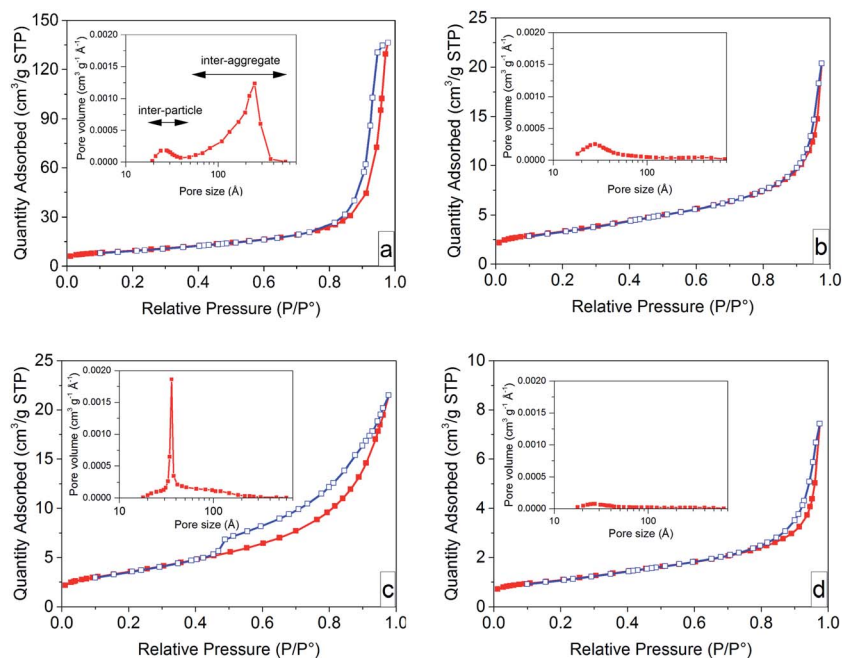 Quantity Adsorbed (cm³/g STP)
150
120
90
60
30
0
0.0 0.2 0.4 0.6 0.8 1.0
Relative Pressure (P/P°)
a
Pore volume (cm³ g⁻¹ Å⁻¹)
0.0020
0.0015
0.0010
0.0005
0.0000
10 100
Pore size (Å)
inter-aggregate
inter-particle
Quantity Adsorbed (cm³/g STP)
25
20
15
10
5
0
0.0 0.2 0.4 0.6 0.8 1.0
Relative Pressure (P/P°)
b
Pore volume (cm³ g⁻¹ Å⁻¹)
0.0020
0.0015
0.0010
0.0005
0.0000
10 100
Pore size (Å)
Quantity Adsorbed (cm³/g STP)
25
20
15
10
5
0
0.0 0.2 0.4 0.6 0.8 1.0
Relative Pressure (P/P°)
c
Pore volume (cm³ g⁻¹ Å⁻¹)
0.0020
0.0015
0.0010
0.0005
0.0000
10 100
Pore size (Å)
Quantity Adsorbed (cm³/g STP)
10
8
6
4
2
0
0.0 0.2 0.4 0.6 0.8 1.0
Relative Pressure (P/P°)
d
Pore volume (cm³ g⁻¹ Å⁻¹)
0.0020
0.0015
0.0010
0.0005
0.0000
10 100
Pore size (Å)